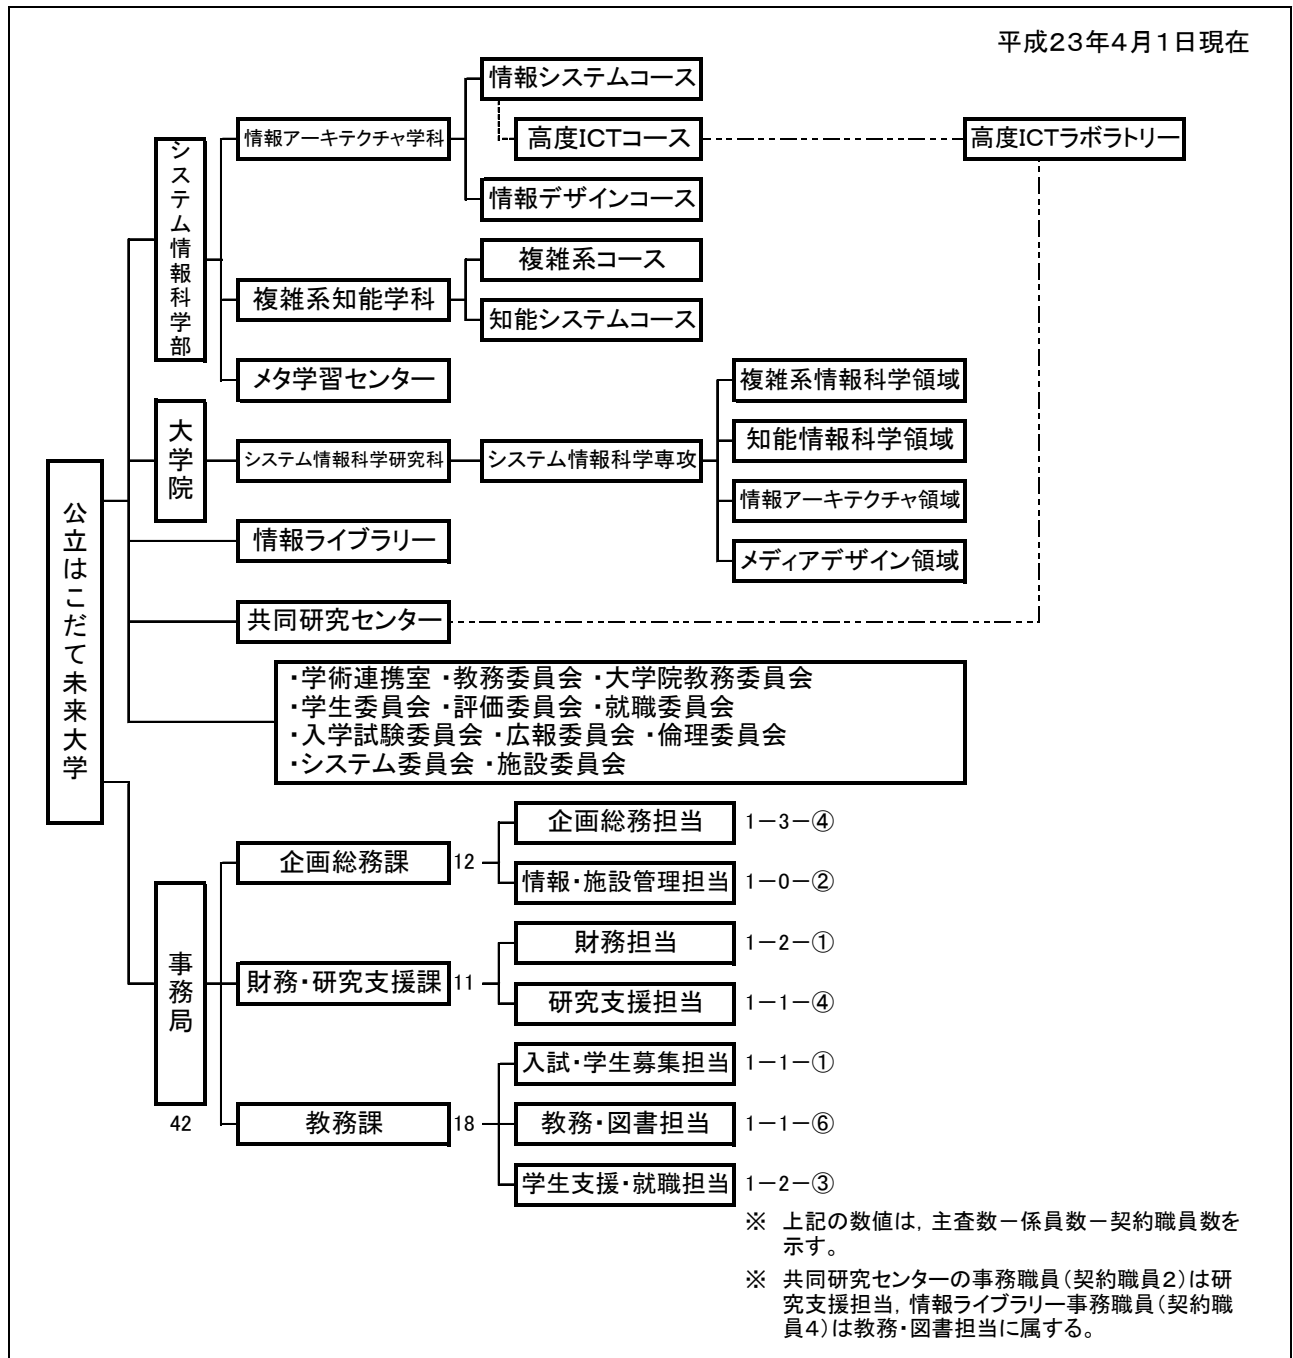 平成23年4月1日現在
公立はこだて未来大学
システム情報科学部
情報アーキテクチャ学科
情報システムコース
高度ICTコース
高度ICTラボラトリー
情報デザインコース
複雑系知能学科
複雑系コース
知能システムコース
メタ学習センター
大学院
システム情報科学研究科
システム情報科学専攻
複雑系情報科学領域
知能情報科学領域
情報アーキテクチャ領域
メディアデザイン領域
情報ライブラリー
共同研究センター
・学術連携室 ・教務委員会 ・大学院教務委員会
・学生委員会 ・評価委員会 ・就職委員会
・入学試験委員会 ・広報委員会 ・倫理委員会
・システム委員会 ・施設委員会
事務局
42
企画総務課 12
企画総務担当 1-3-④
情報・施設管理担当 1-0-②
財務・研究支援課 11
財務担当 1-2-①
研究支援担当 1-1-④
教務課 18
入試・学生募集担当 1-1-①
教務・図書担当 1-1-⑥
学生支援・就職担当 1-2-③
※ 上記の数値は,主査数-係員数-契約職員数を
示す。
※ 共同研究センターの事務職員(契約職員2)は研
究支援担当,情報ライブラリー事務職員(契約職
員4)は教務・図書担当に属する。